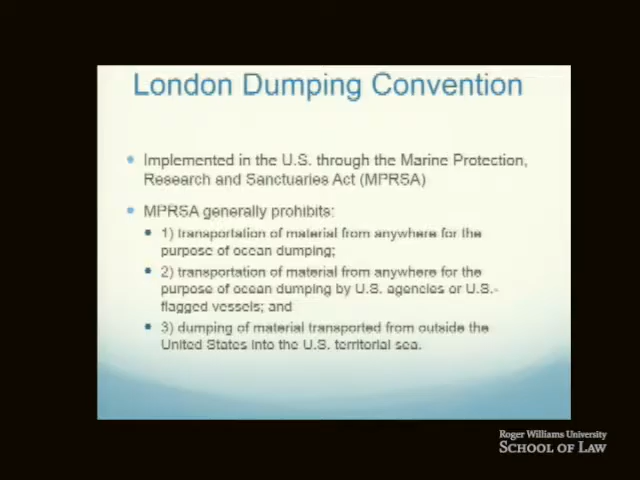 London Dumping Convention
Implemented in the U.S. through the Marine Protection,
Research and Sanctuaries Act (MPRSA)
MPRSA generally prohibits:
1) transportation of material from anywhere for the
purpose of ocean dumping;
2) transportation of material from anywhere for the
purpose of ocean dumping by U.S. agencies or U.S.-
flagged vessels; and
3) dumping of material transported from outside the
United States into the U.S. territorial sea.
Roger Williams University
SCHOOL OF LAW